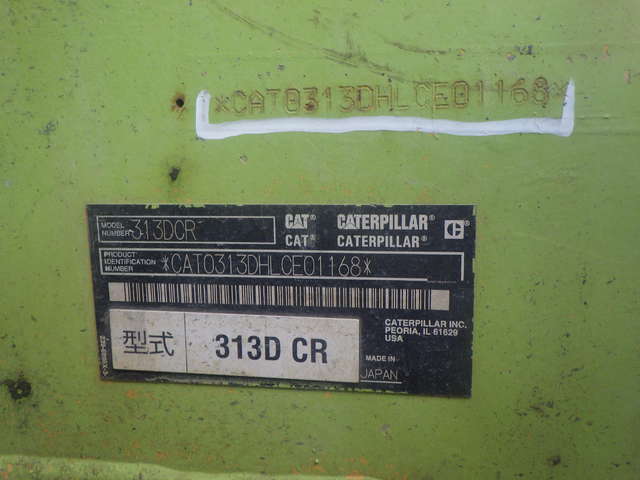 *CAT0313DHLCE01168*
MODEL NUMBER 313DCR
CAT® CATERPILLAR®
CAT® CATERPILLAR®
PRODUCT IDENTIFICATION NUMBER *CAT0313DHLCE01168*
型式 313D CR
CATERPILLAR INC.
PEORIA, IL 61629
USA
MADE IN
JAPAN